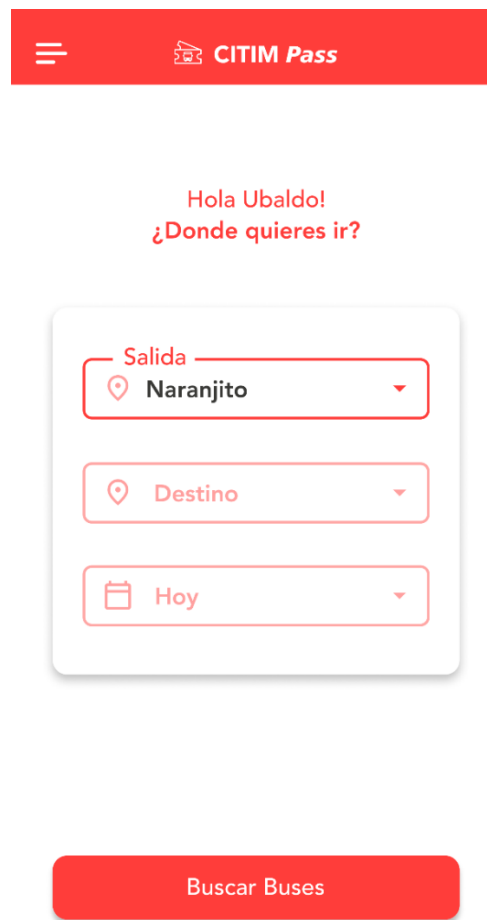 CITIM Pass
Hola Ubaldo!
¿Donde quieres ir?
Salida
Naranjito
Destino
Hoy
Buscar Buses